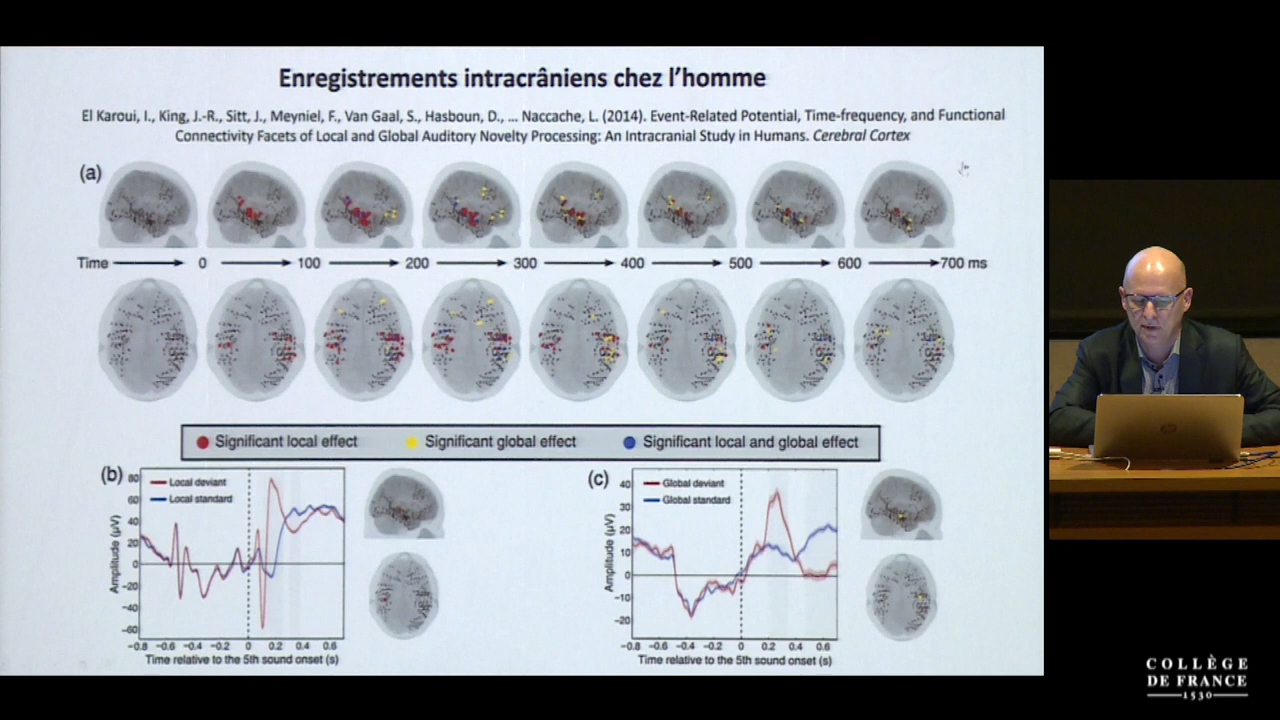 Enregistrements intracrâniens chez l'homme
El Karoui, I., King, J.-R., Sitt, J., Meyniel, F., Van Gaal, S., Hasboun, D., ... Naccache, L. (2014). Event-Related Potential, Time-frequency, and Functional
Connectivity Facets of Local and Global Auditory Novelty Processing: An Intracranial Study in Humans. Cerebral Cortex
(a)
Time 0 100 200 300 400 500 600 700 ms
Significant local effect Significant global effect Significant local and global effect
(b)
Local deviant
Local standard
Amplitude (µV)
80
60
40
20
0
−20
−40
−60
−0.8 −0.6 −0.4 −0.2 0 0.2 0.4 0.6
Time relative to the 5th sound onset (s)
(c)
Global deviant
Global standard
Amplitude (µV)
40
30
20
10
0
−10
−20
−0.8 −0.6 −0.4 −0.2 0 0.2 0.4 0.6
Time relative to the 5th sound onset (s)
COLLÈGE
DE FRANCE
1530